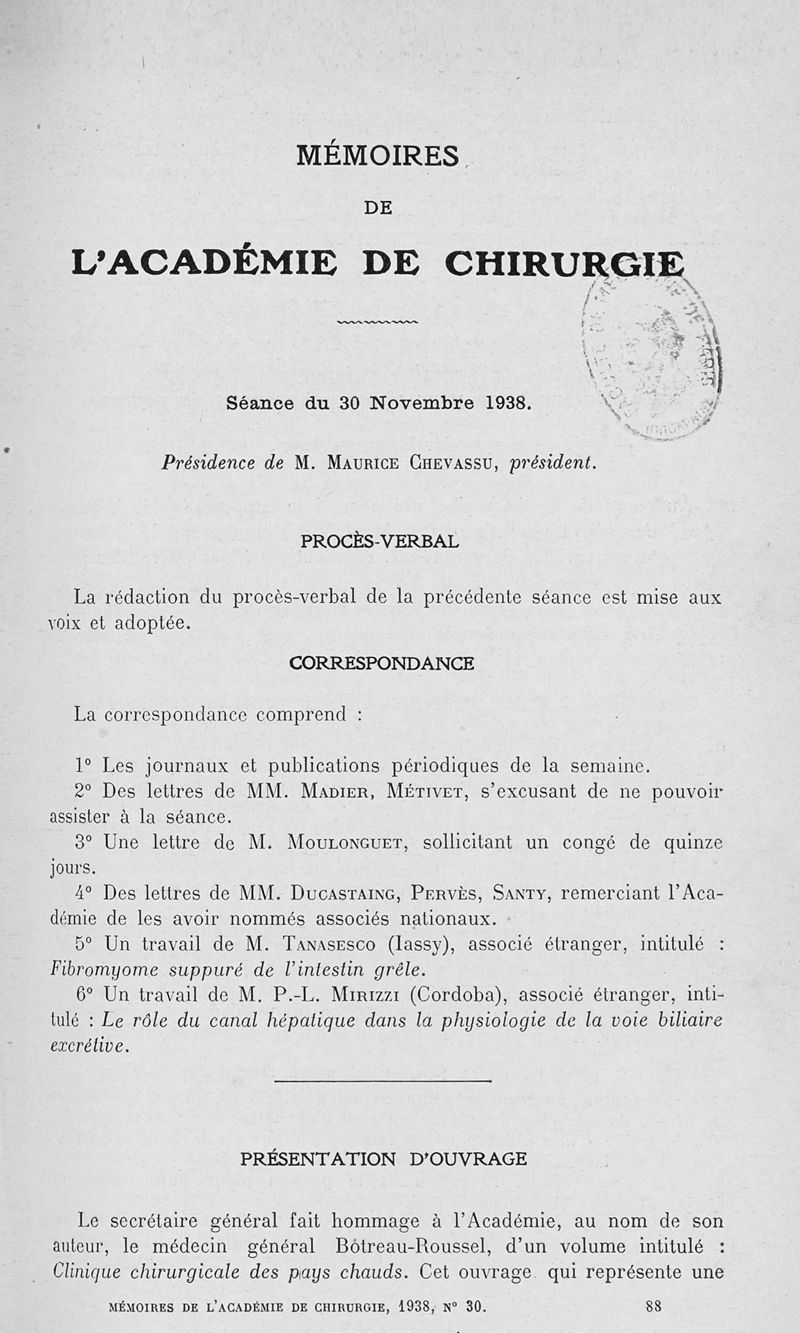 MÉMOIRES
DE
L'ACADÉMIE DE CHIRURGIE
Séance du 30 Novembre 1938.
Présidence de M. MAURICE CHEVASSU, président.
PROCÈS-VERBAL
La rédaction du procès-verbal de la précédente séance est mise aux
voix et adoptée.
CORRESPONDANCE
La correspondance comprend :
1° Les journaux et publications périodiques de la semaine.
2° Des lettres de MM. MADIER, MÉTIVET, s'excusant de ne pouvoir
assister à la séance.
3° Une lettre de M. MOULONGUET, sollicitant un congé de quinze
jours.
4° Des lettres de MM. DUCASTAING, PERVÈS, SANTY, remerciant l'Aca-
démie de les avoir nommés associés nationaux.
5° Un travail de M. TANASESCO (Iassy), associé étranger, intitulé :
Fibromyome suppuré de l'intestin grêle.
6° Un travail de M. P.-L. MIRIZZI (Cordoba), associé étranger, inti-
tulé : Le rôle du canal hépatique dans la physiologie de la voie biliaire
excrétive.
PRÉSENTATION D'OUVRAGE
Le secrétaire général fait hommage à l'Académie, au nom de son
auteur, le médecin général Bôtreau-Roussel, d'un volume intitulé :
Clinique chirurgicale des pays chauds. Cet ouvrage qui représente une
MÉMOIRES DE L'ACADÉMIE DE CHIRURGIE, 1938, N° 30. 88